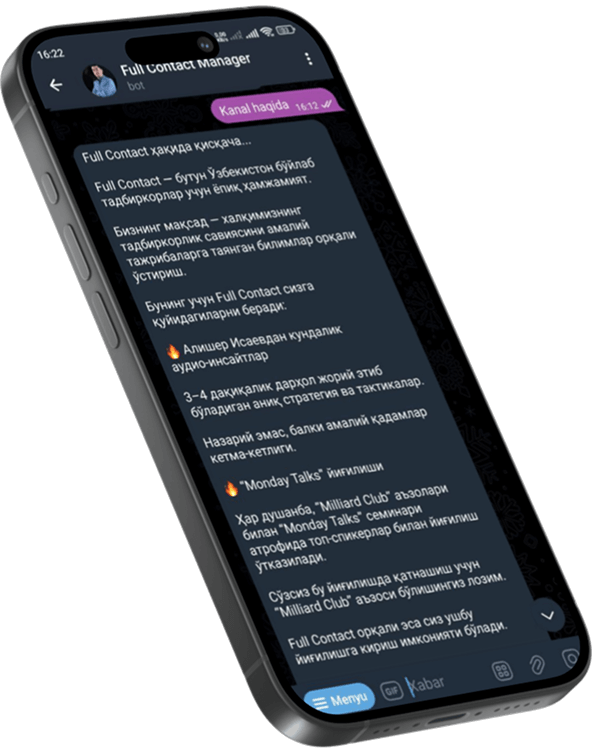 16:22
Full Contact Manager
bot
Kanal haqida 16:12
Full Contact ҳақида қисқача...
Full Contact — бутун Ўзбекистон бўйлаб
тадбиркорлар учун ёпиқ ҳамжамият.
Бизнинг мақсад — халқимизнинг
тадбиркорлик савиясини амалий
тажрибаларга таянган билимлар орқали
ўстириш.
Бунинг учун Full Contact сизга
қуйидагиларни беради:
🔥 Алишер Исаевдан кундалик
аудио-инсайтлар
3–4 дақиқалик дарҳол жорий этиб
бўладиган аниқ стратегия ва тактикалар.
Назарий эмас, балки амалий қадамлар
кетма-кетлиги.
🔥 "Monday Talks" йиғилиши
Ҳар душанба, "Milliard Club" аъзолари
билан "Monday Talks" семинари
атрофида топ-спикерлар билан йиғилиш
ўтказилади.
Сўзсиз бу йиғилишда қатнашиш учун
"Milliard Club" аъзоси бўлишингиз лозим.
Full Contact орқали эса сиз ушбу
йиғилишга кириш имконияти бўлади.
Menyu GIF Xabar